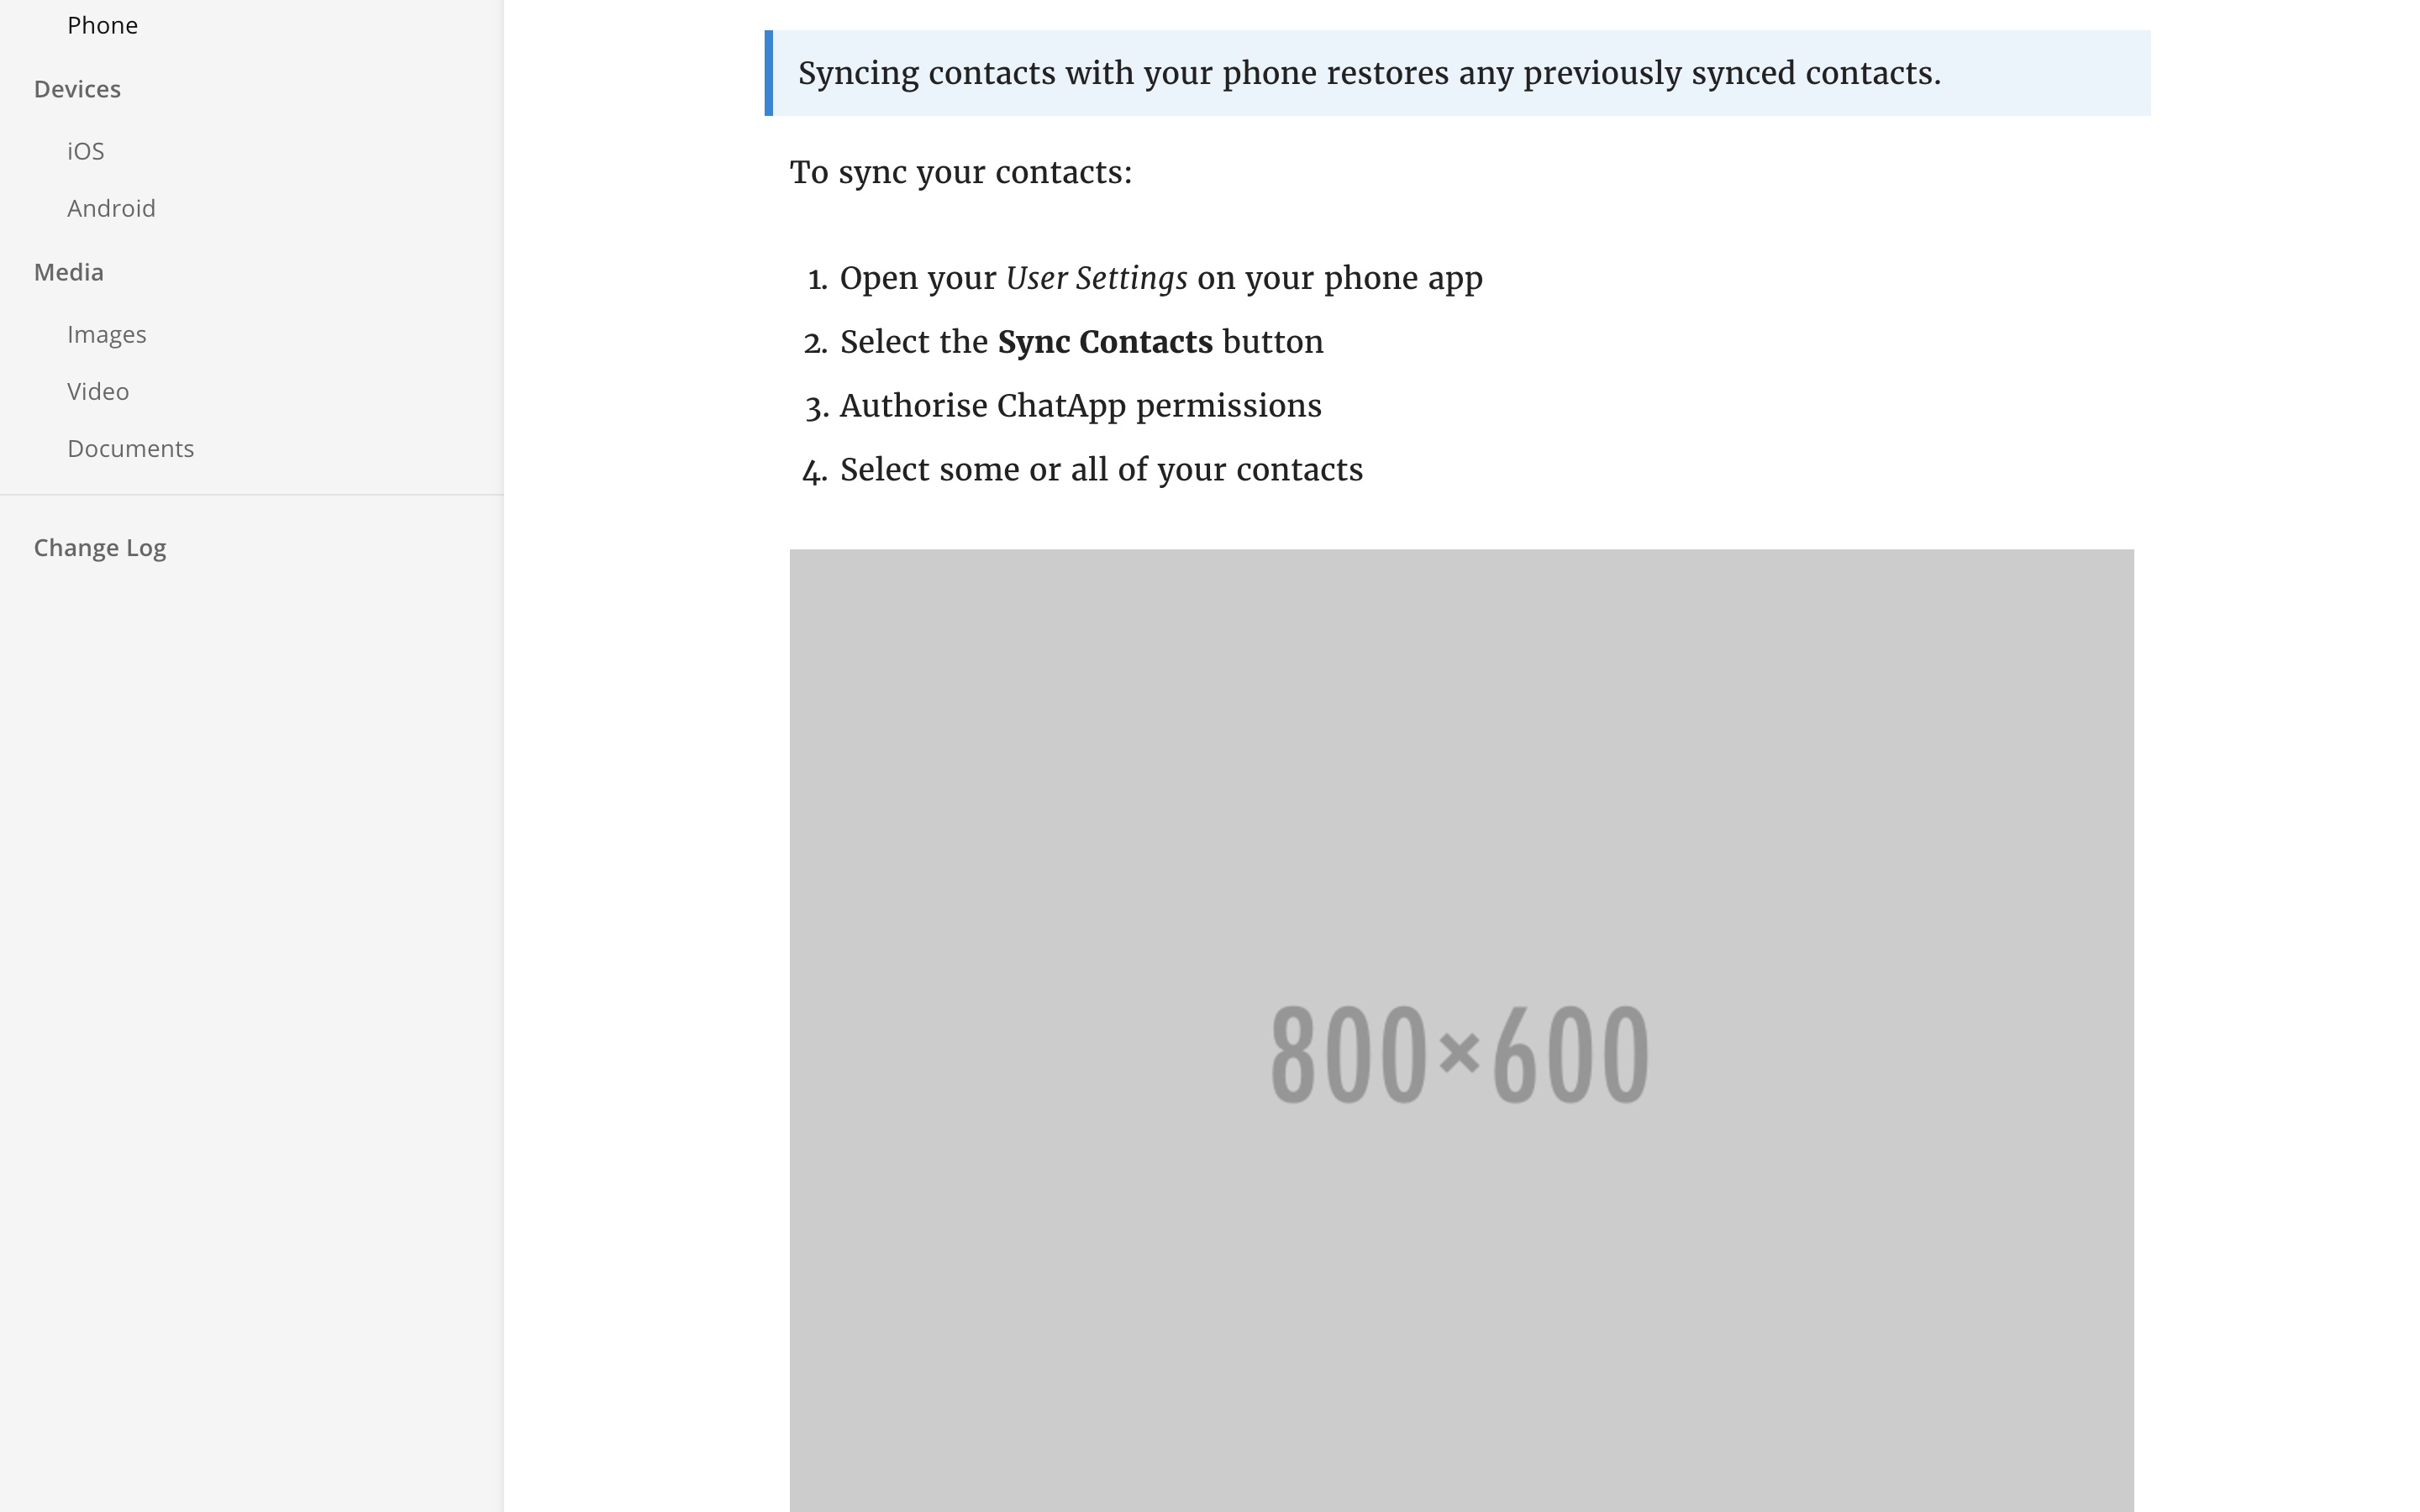 Phone
Devices
iOS
Android
Media
Images
Video
Documents
Change Log
Syncing contacts with your phone restores any previously synced contacts.
To sync your contacts:
1. Open your User Settings on your phone app
2. Select the Sync Contacts button
3. Authorise ChatApp permissions
4. Select some or all of your contacts
800×600